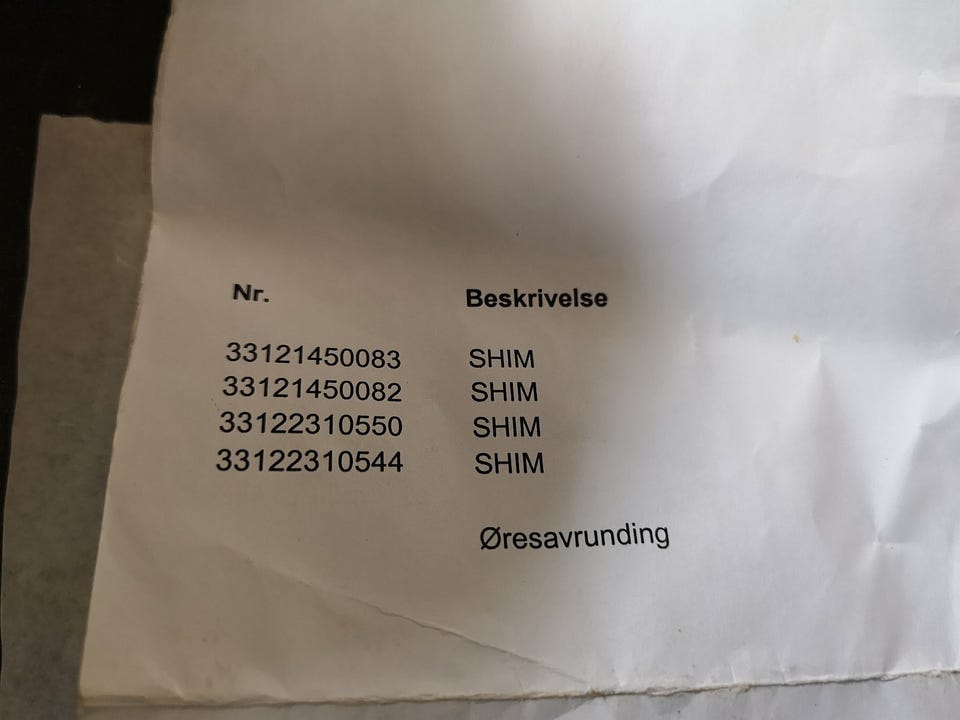 Nr. Beskrivelse
33121450083 SHIM
33121450082 SHIM
33122310550 SHIM
33122310544 SHIM
Øresavrunding